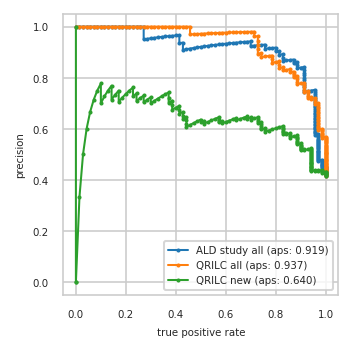 1.0
0.8
0.6
0.4
0.2
0.0
precision
0.0 0.2 0.4 0.6 0.8 1.0
true positive rate
ALD study all (aps: 0.919)
QRILC all (aps: 0.937)
QRILC new (aps: 0.640)